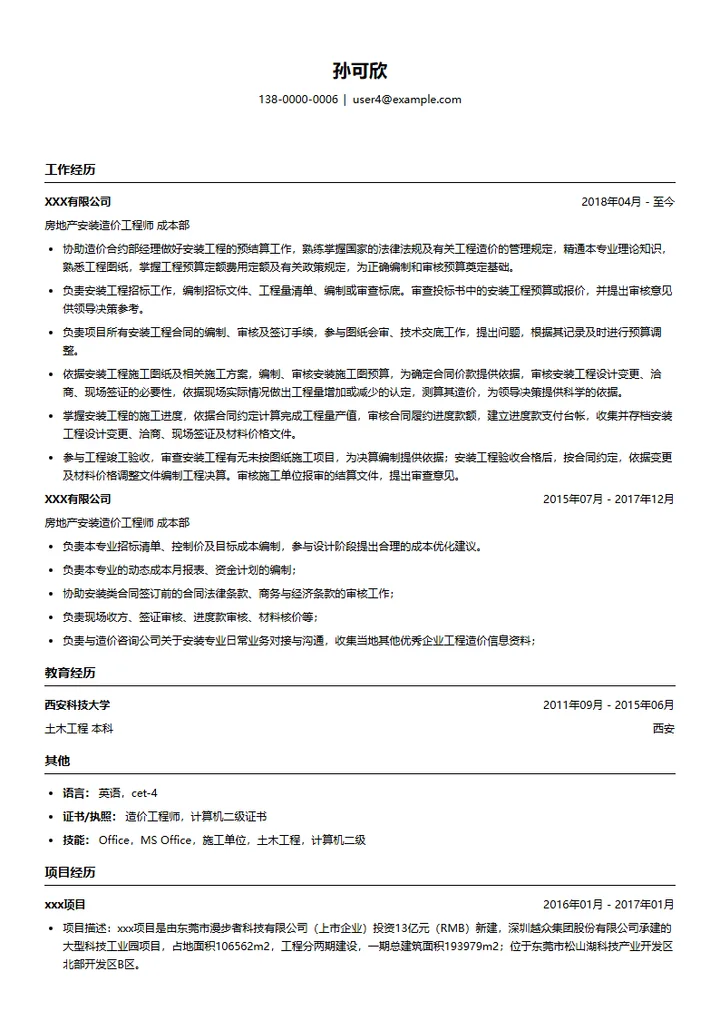 孙可欣
138-0000-0006 | user4@example.com
工作经历
XXX有限公司 2018年04月 - 至今
房地产安装造价工程师 成本部
• 协助造价合约部经理做好安装工程的预结算工作，熟练掌握国家的法律法规及有关工程造价的管理规定，精通本专业理论知识，
熟悉工程图纸，掌握工程预算定额费用定额及有关政策规定，为正确编制和审核预算奠定基础。
• 负责安装工程招标工作，编制招标文件、工程量清单、编制或审查标底。审查投标书中的安装工程预算或报价，并提出审核意见
供领导决策参考。
• 负责项目所有安装工程合同的编制、审核及签订手续，参与图纸会审、技术交底工作，提出问题，根据其记录及时进行预算调
整。
• 依据安装工程施工图纸及相关施工方案，编制、审核安装施工图预算，为确定合同价款提供依据，审核安装工程设计变更、洽
商、现场签证的必要性，依据现场实际情况做出工程量增加或减少的认定，测算其造价，为领导决策提供科学的依据。
• 掌握安装工程的施工进度，依据合同约定计算完成工程量产值，审核合同履约进度款额，建立进度款支付台帐，收集并存档安装
工程设计变更、洽商、现场签证及材料价格文件。
• 参与工程竣工验收，审查安装工程有无未按图纸施工项目，为决算编制提供依据；安装工程验收合格后，按合同约定，依据变更
及材料价格调整文件编制工程决算。审核施工单位报审的结算文件，提出审查意见。
XXX有限公司 2015年07月 - 2017年12月
房地产安装造价工程师 成本部
• 负责本专业招标清单、控制价及目标成本编制，参与设计阶段提出合理的成本优化建议。
• 负责本专业的动态成本月报表、资金计划的编制；
• 协助安装类合同签订前的合同法律条款、商务与经济条款的审核工作；
• 负责现场收方、签证审核、进度款审核、材料核价等；
• 负责与造价咨询公司关于安装专业日常业务对接与沟通，收集当地其他优秀企业工程造价信息资料；
教育经历
西安科技大学 2011年09月 - 2015年06月
土木工程 本科 西安
其他
• 语言： 英语，cet-4
• 证书/执照： 造价工程师，计算机二级证书
• 技能： Office，MS Office，施工单位，土木工程，计算机二级
项目经历
xxx项目 2016年01月 - 2017年01月
• 项目描述：xxx项目是由东莞市漫步者科技有限公司（上市企业）投资13亿元（RMB）新建，深圳越众集团股份有限公司承建的
大型科技工业园项目，占地面积106562m2，工程分两期建设，一期总建筑面积193979m2；位于东莞市松山湖科技产业开发区
北部开发区B区。